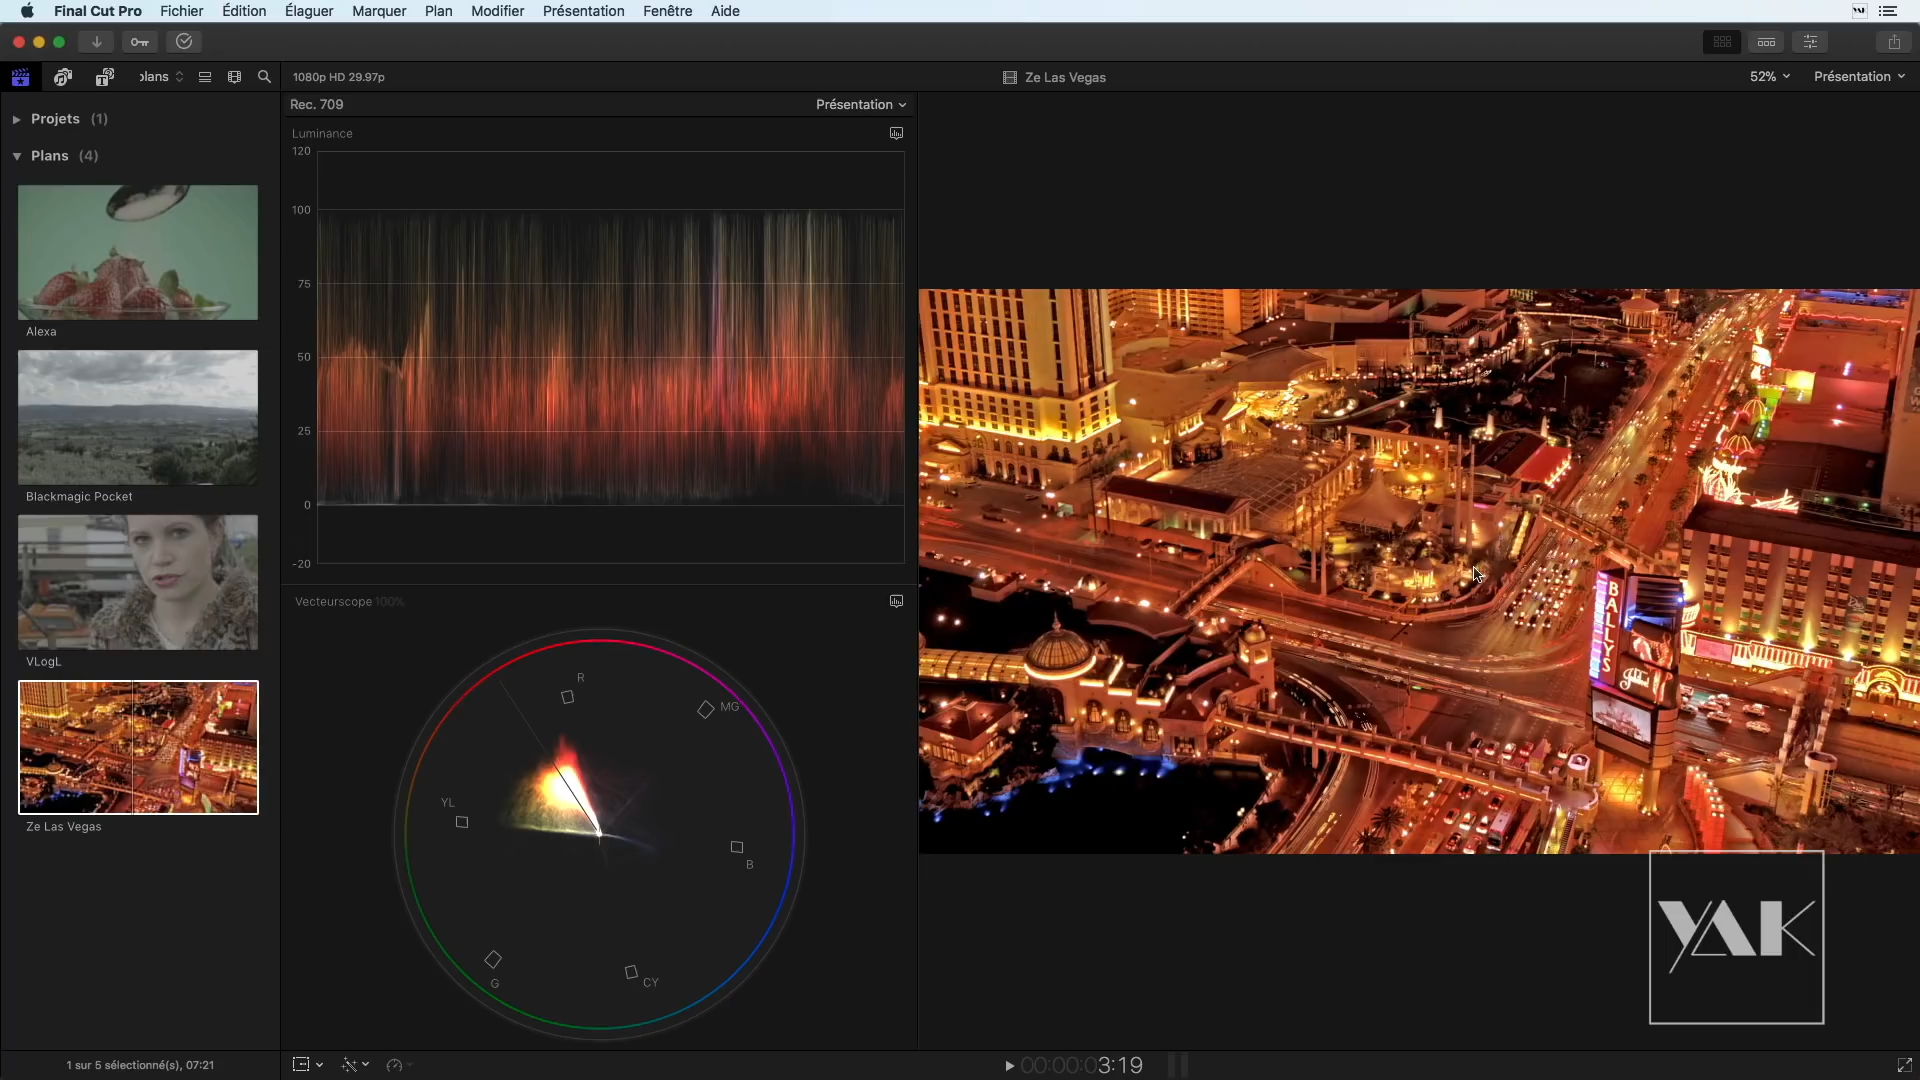 Final Cut Pro Fichier Édition Élaguer Marquer Plan Modifier Présentation Fenêtre Aide
plans 1080p HD 29.97p Ze Las Vegas 52% Présentation
Projets (1)
Plans (4)
Alexa
Blackmagic Pocket
VLogL
Ze Las Vegas
1 sur 5 sélectionné(s), 07:21
Rec. 709 Présentation
Luminance
120
100
75
50
25
0
-20
Vecteurscope 100%
R
MG
YL
B
G
CY
BALLYS
YAK
00:00:03:19